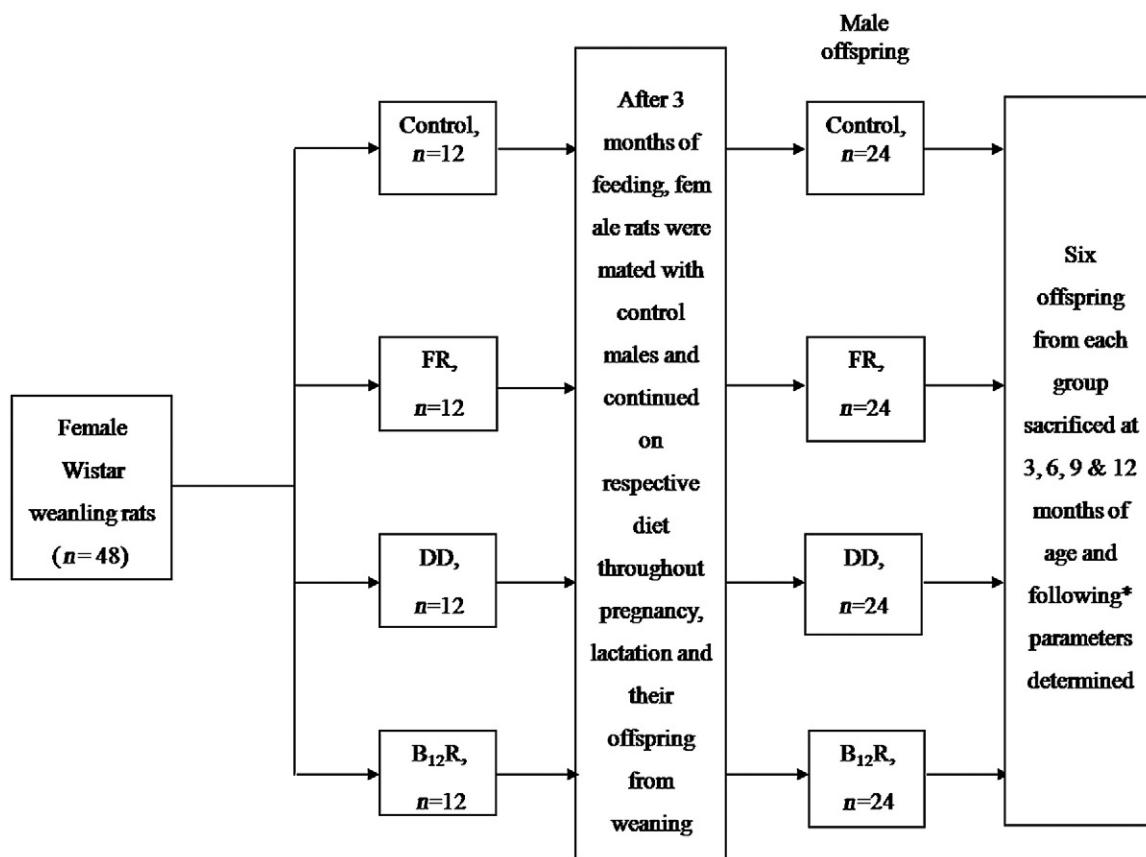 Female
Wistar
weanling rats
(n=48)
Control,
n=12
FR,
n=12
DD,
n=12
B₁₂R,
n=12
After 3
months of
feeding, fem
ale rats were
mated with
control
males and
continued
on
respective
diet
throughout
pregnancy,
lactation and
their
offspring
from
weaning
Male
offspring
Control,
n=24
FR,
n=24
DD,
n=24
B₁₂R,
n=24
Six
offspring
from each
group
sacrificed at
3, 6, 9 & 12
months of
age and
following*
parameters
determined